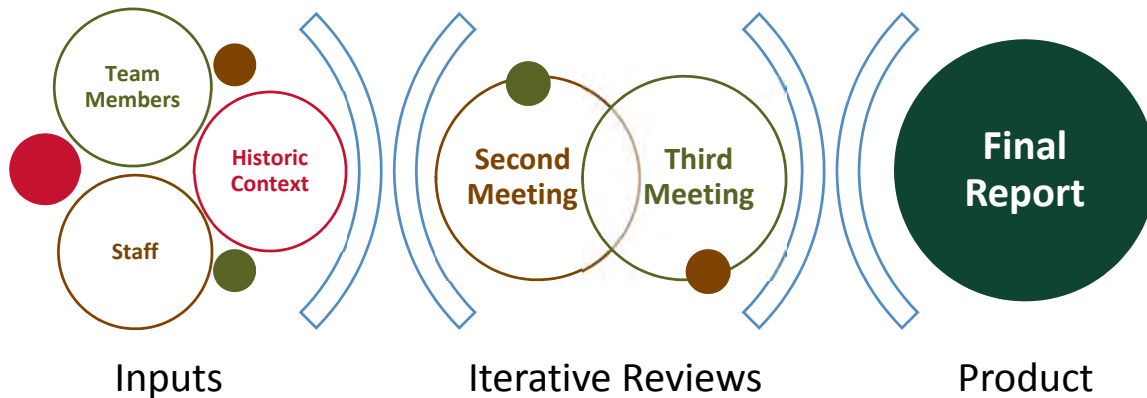 Team
Members
Historic
Context
Staff
Second
Meeting
Third
Meeting
Final
Report
Inputs
Iterative Reviews
Product